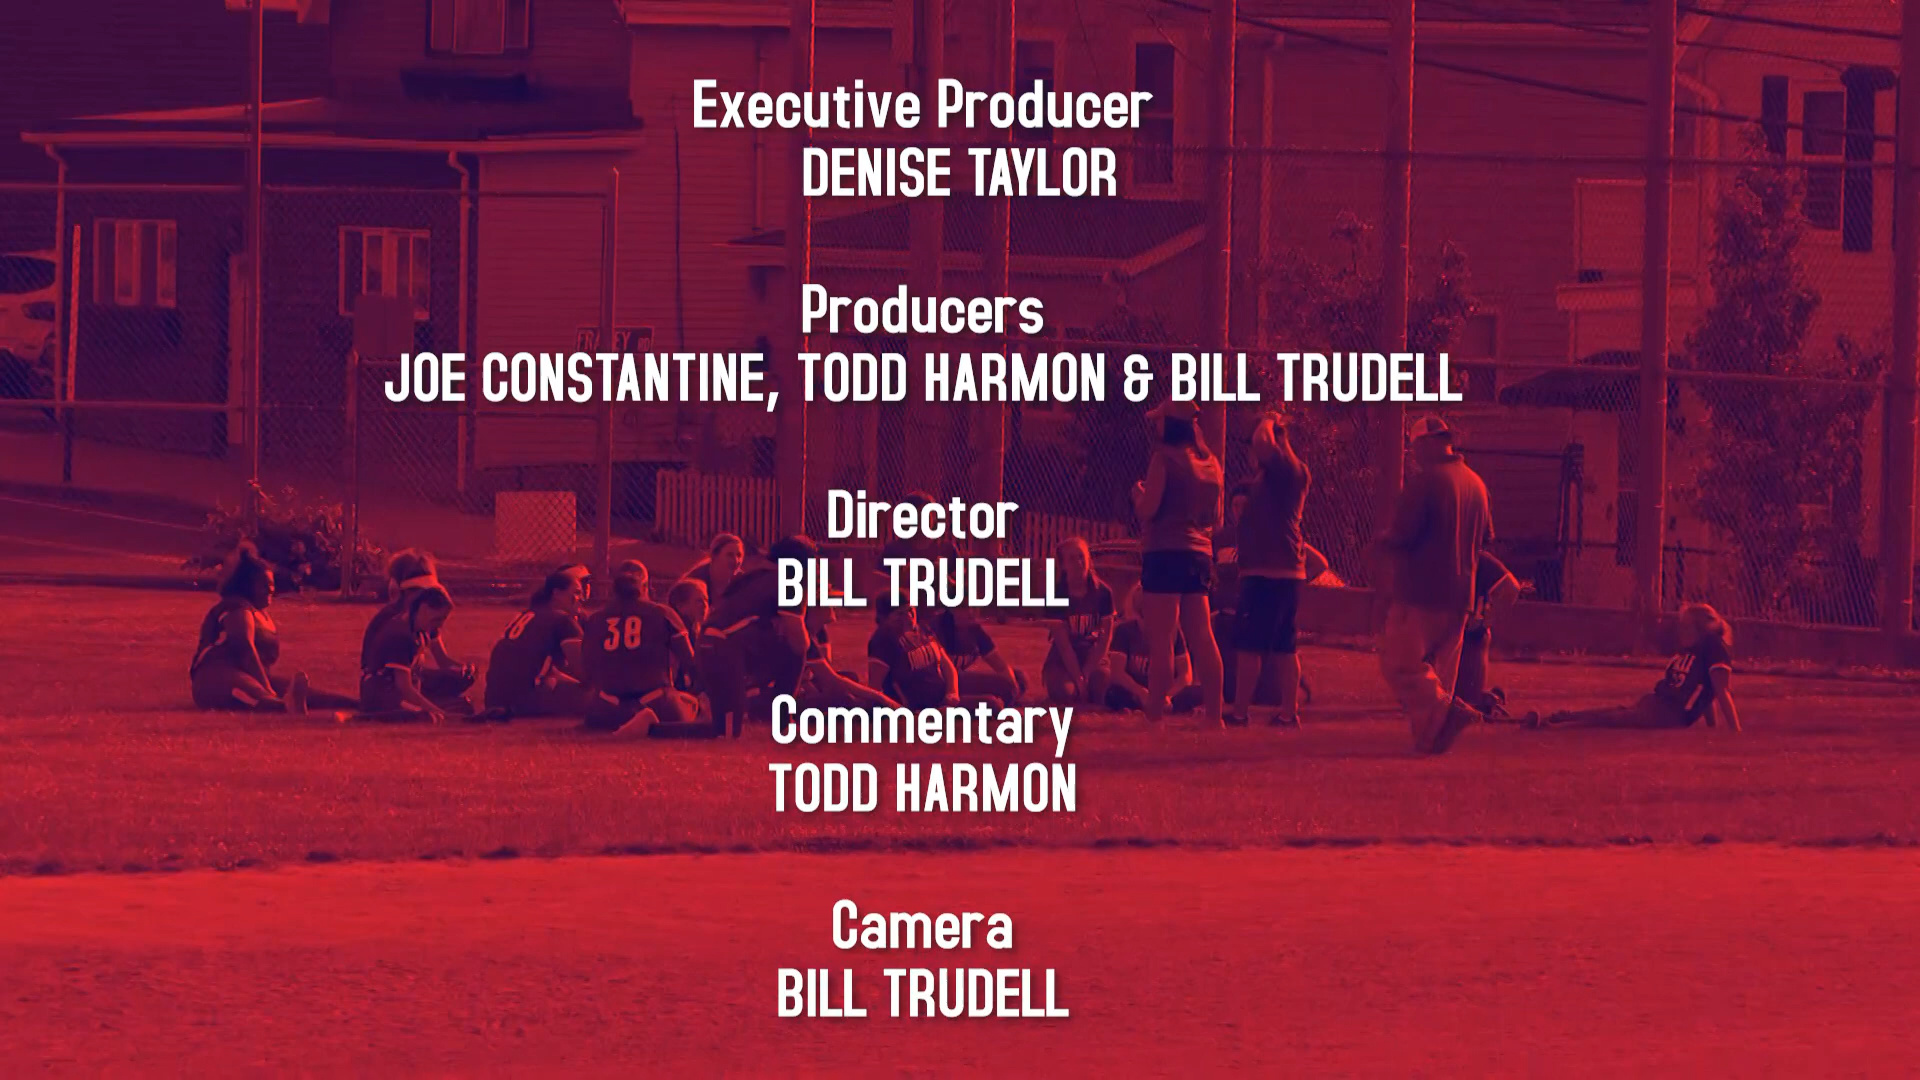 Executive Producer
DENISE TAYLOR
Producers
JOE CONSTANTINE, TODD HARMON & BILL TRUDELL
Director
BILL TRUDELL
Commentary
TODD HARMON
Camera
BILL TRUDELL
38